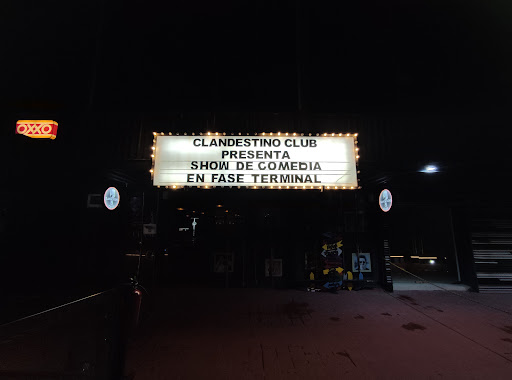 OXXO
CLANDESTINO CLUB
PRESENTA
SHOW DE COMEDIA
EN FASE TERMINAL